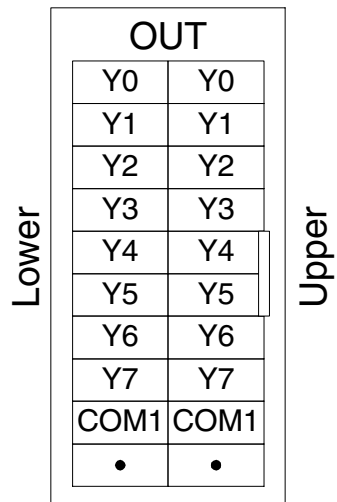 OUT
Y0 Y0
Y1 Y1
Y2 Y2
Y3 Y3
Y4 Y4
Y5 Y5
Y6 Y6
Y7 Y7
COM1 COM1
• •
Lower
Upper